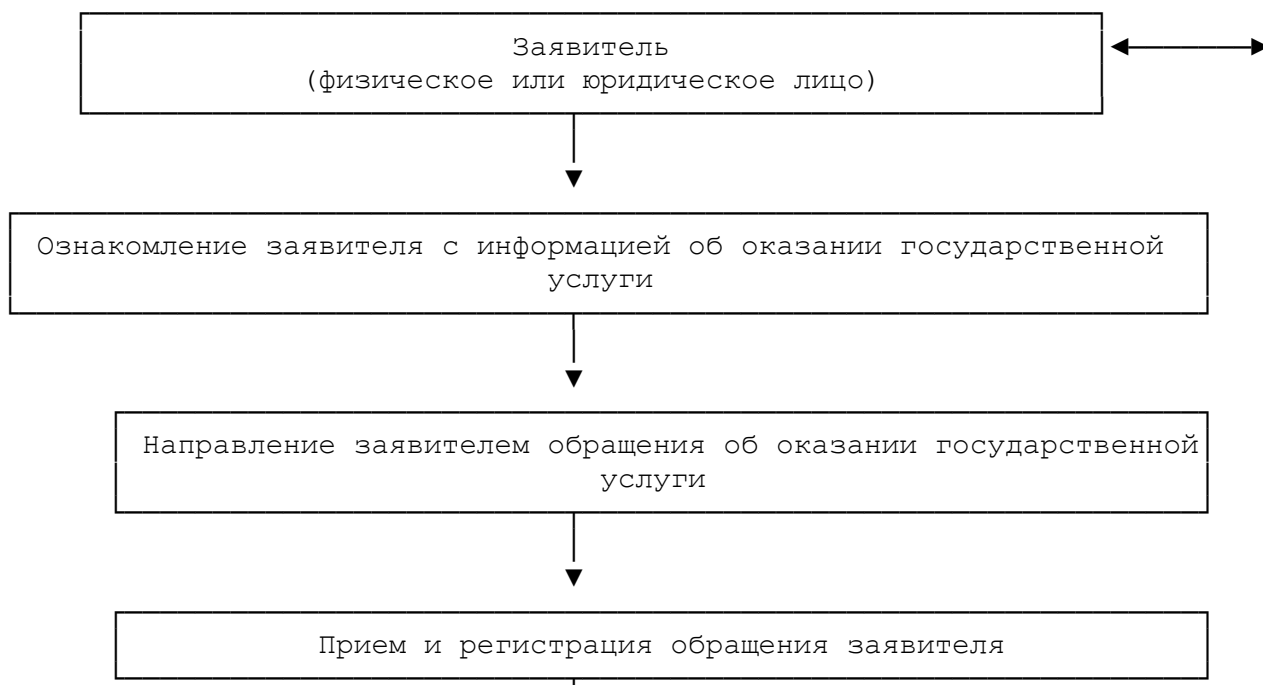 Заявитель
(физическое или юридическое лицо)
Ознакомление заявителя с информацией об оказании государственной
услуги
Направление заявителем обращения об оказании государственной
услуги
Прием и регистрация обращения заявителя